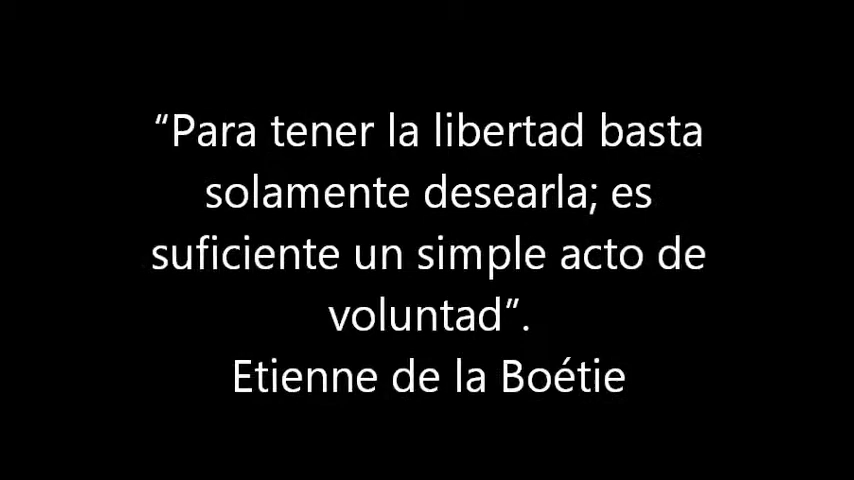 “Para tener la libertad basta
solamente desearla; es
suficiente un simple acto de
voluntad”.
Etienne de la Boétie